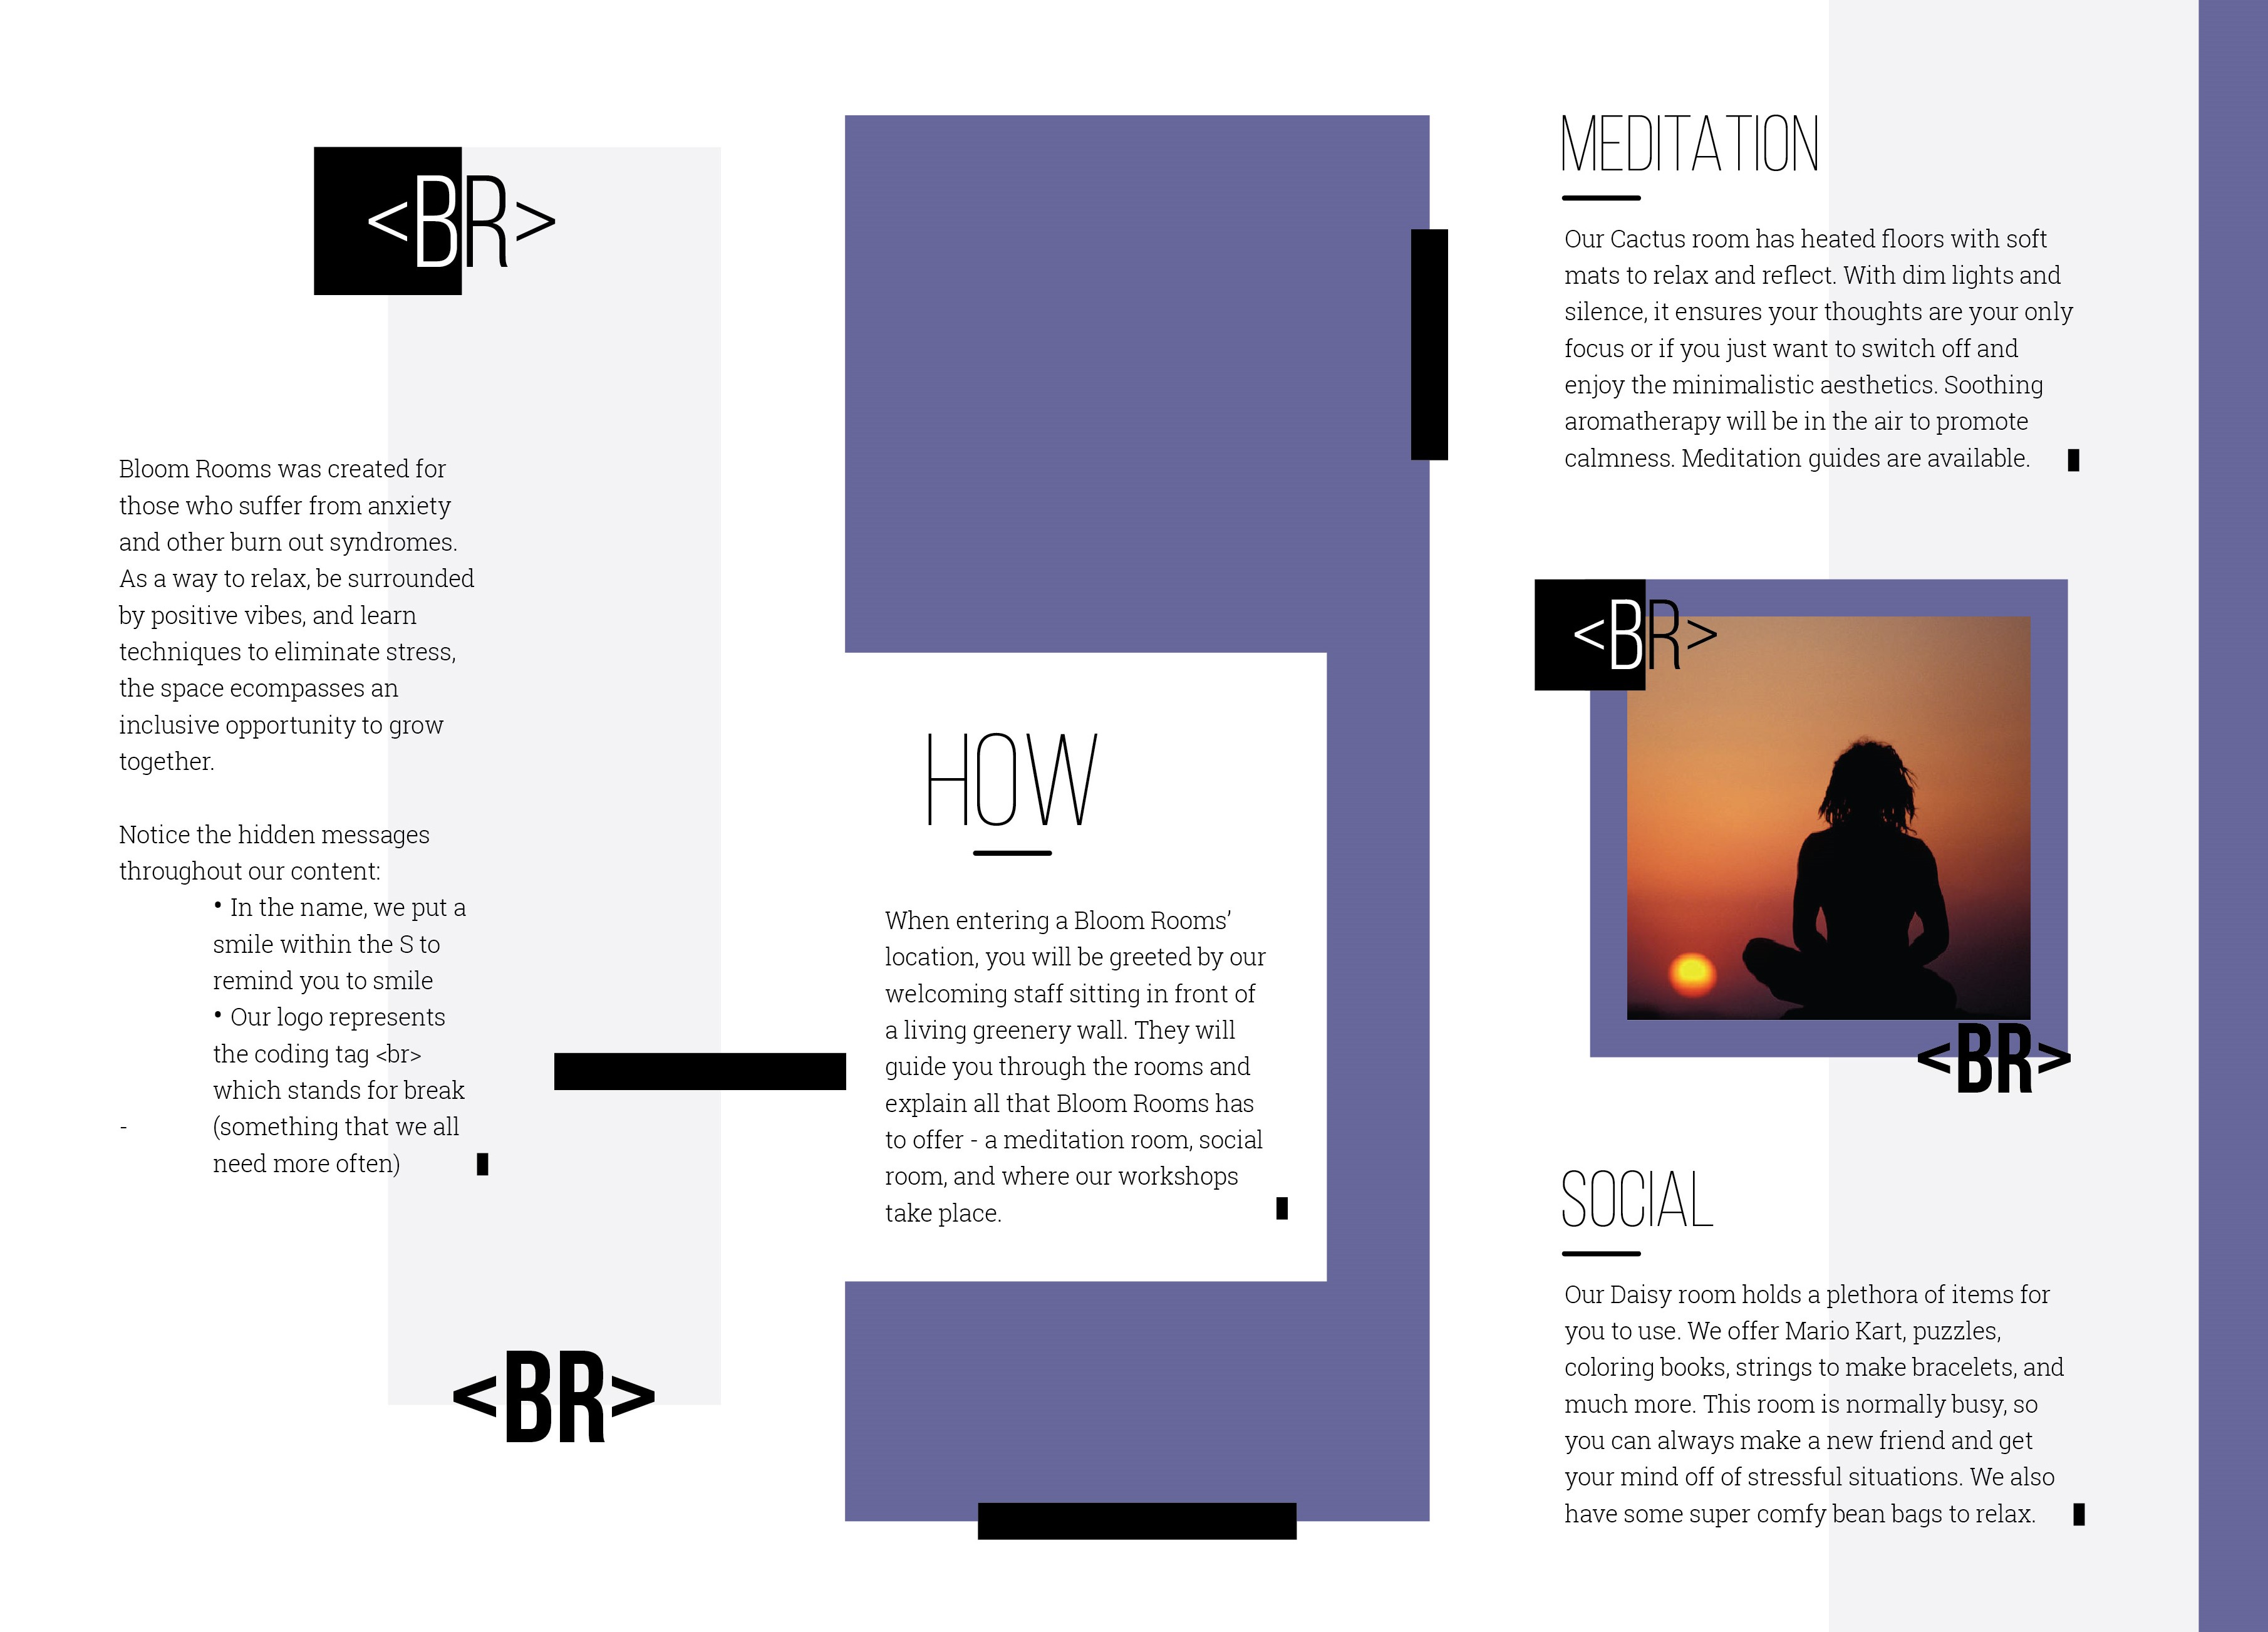 <BR>
Bloom Rooms was created for
those who suffer from anxiety
and other burn out syndromes.
As a way to relax, be surrounded
by positive vibes, and learn
techniques to eliminate stress,
the space ecompasses an
inclusive opportunity to grow
together.
Notice the hidden messages
throughout our content:
• In the name, we put a
smile within the S to
remind you to smile
• Our logo represents
the coding tag <br>
which stands for break
- (something that we all
need more often)
<BR>
HOW
When entering a Bloom Rooms’
location, you will be greeted by our
welcoming staff sitting in front of
a living greenery wall. They will
guide you through the rooms and
explain all that Bloom Rooms has
to offer - a meditation room, social
room, and where our workshops
take place.
MEDITATION
Our Cactus room has heated floors with soft
mats to relax and reflect. With dim lights and
silence, it ensures your thoughts are your only
focus or if you just want to switch off and
enjoy the minimalistic aesthetics. Soothing
aromatherapy will be in the air to promote
calmness. Meditation guides are available.
<BR>
<BR>
SOCIAL
Our Daisy room holds a plethora of items for
you to use. We offer Mario Kart, puzzles,
coloring books, strings to make bracelets, and
much more. This room is normally busy, so
you can always make a new friend and get
your mind off of stressful situations. We also
have some super comfy bean bags to relax.